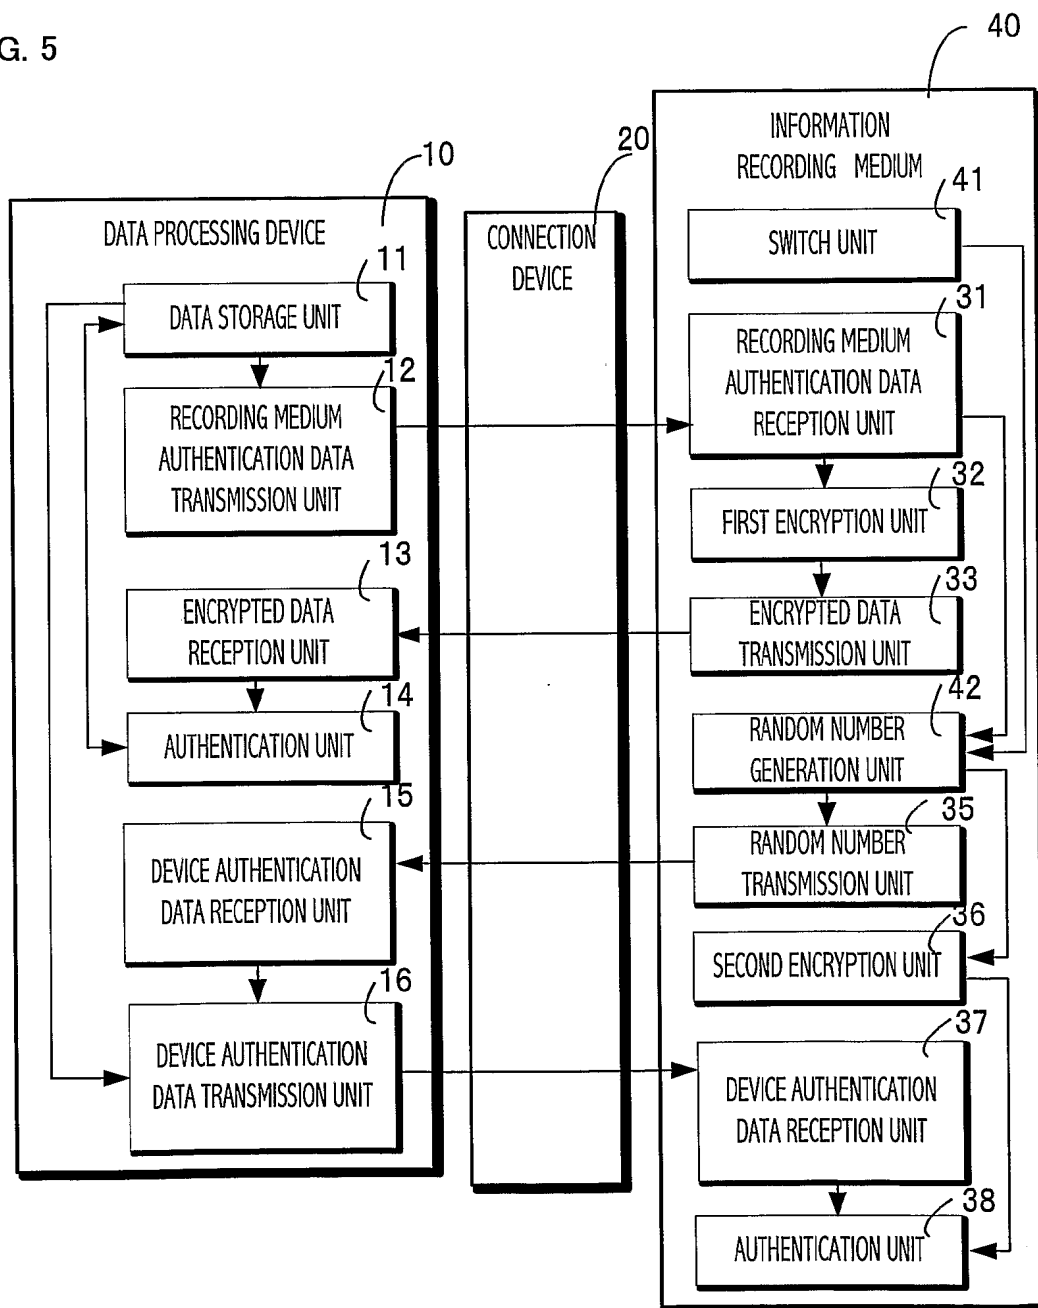 G. 5
40
INFORMATION
RECORDING MEDIUM
10
20
41
DATA PROCESSING DEVICE
CONNECTION
DEVICE
SWITCH UNIT
11
31
DATA STORAGE UNIT
RECORDING MEDIUM
AUTHENTICATION DATA
RECEPTION UNIT
12
RECORDING MEDIUM
AUTHENTICATION DATA
TRANSMISSION UNIT
32
FIRST ENCRYPTION UNIT
13
33
ENCRYPTED DATA
RECEPTION UNIT
ENCRYPTED DATA
TRANSMISSION UNIT
14
42
AUTHENTICATION UNIT
RANDOM NUMBER
GENERATION UNIT
15
35
DEVICE AUTHENTICATION
DATA RECEPTION UNIT
RANDOM NUMBER
TRANSMISSION UNIT
36
SECOND ENCRYPTION UNIT
16
37
DEVICE AUTHENTICATION
DATA TRANSMISSION UNIT
DEVICE AUTHENTICATION
DATA RECEPTION UNIT
38
AUTHENTICATION UNIT